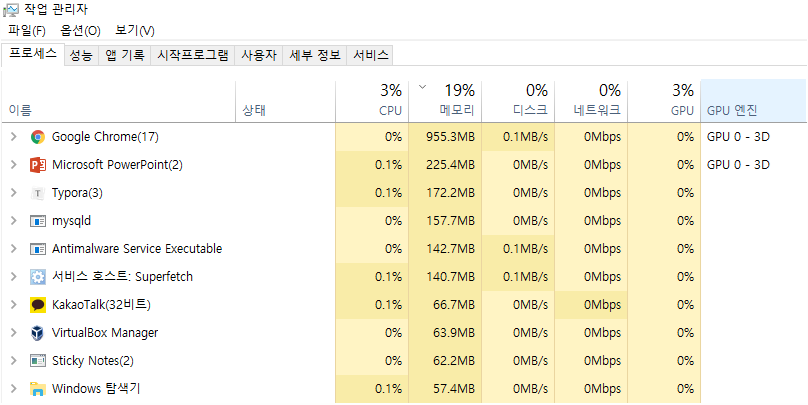 작업 관리자
파일(F) 옵션(O) 보기(V)
프로세스 성능 앱 기록 시작프로그램 사용자 세부 정보 서비스
3% 19% 0% 0% 3%
이름 상태 CPU 메모리 디스크 네트워크 GPU GPU 엔진
Google Chrome(17) 0% 955.3MB 0.1MB/s 0Mbps 0% GPU 0 - 3D
Microsoft PowerPoint(2) 0.1% 225.4MB 0MB/s 0Mbps 0% GPU 0 - 3D
Typora(3) 0.1% 172.2MB 0MB/s 0Mbps 0%
mysqld 0% 157.7MB 0MB/s 0Mbps 0%
Antimalware Service Executable 0% 142.7MB 0.1MB/s 0Mbps 0%
서비스 호스트: Superfetch 0.1% 140.7MB 0.1MB/s 0Mbps 0%
KakaoTalk(32비트) 0.1% 66.7MB 0MB/s 0Mbps 0%
VirtualBox Manager 0% 63.9MB 0MB/s 0Mbps 0%
Sticky Notes(2) 0% 62.2MB 0MB/s 0Mbps 0%
Windows 탐색기 0.1% 57.4MB 0MB/s 0Mbps 0%